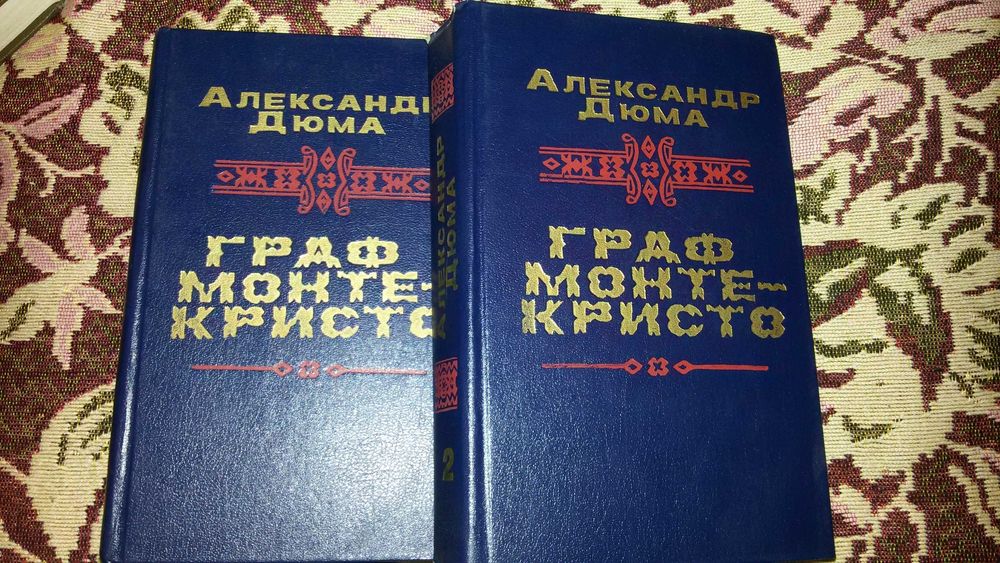 Александр
Дюма
Граф
Монте-
Кристо
Александр
Дюма
2
Александр
Дюма
Граф
Монте-
Кристо